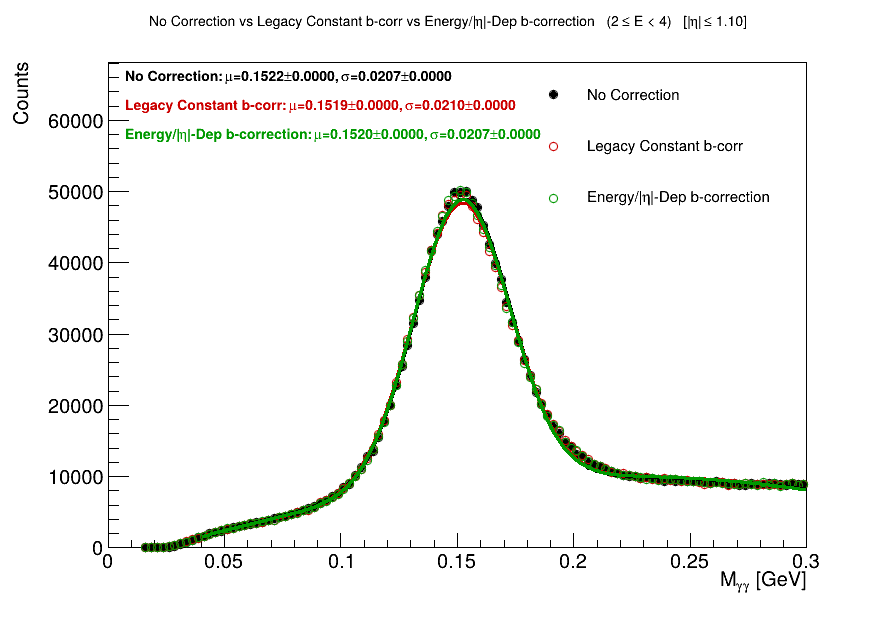 No Correction vs Legacy Constant b-corr vs Energy/|η|-Dep b-correction (2 ≤ E < 4) [|η| ≤ 1.10]
Counts
No Correction: μ=0.1522±0.0000, σ=0.0207±0.0000
Legacy Constant b-corr: μ=0.1519±0.0000, σ=0.0210±0.0000
Energy/|η|-Dep b-correction: μ=0.1520±0.0000, σ=0.0207±0.0000
No Correction
Legacy Constant b-corr
Energy/|η|-Dep b-correction
60000
50000
40000
30000
20000
10000
0
0 0.05 0.1 0.15 0.2 0.25 0.3
Mγγ [GeV]